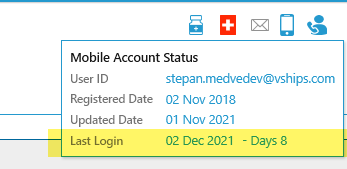 Mobile Account Status
User ID stepan.medvedev@vships.com
Registered Date 02 Nov 2018
Updated Date 01 Nov 2021
Last Login 02 Dec 2021 - Days 8